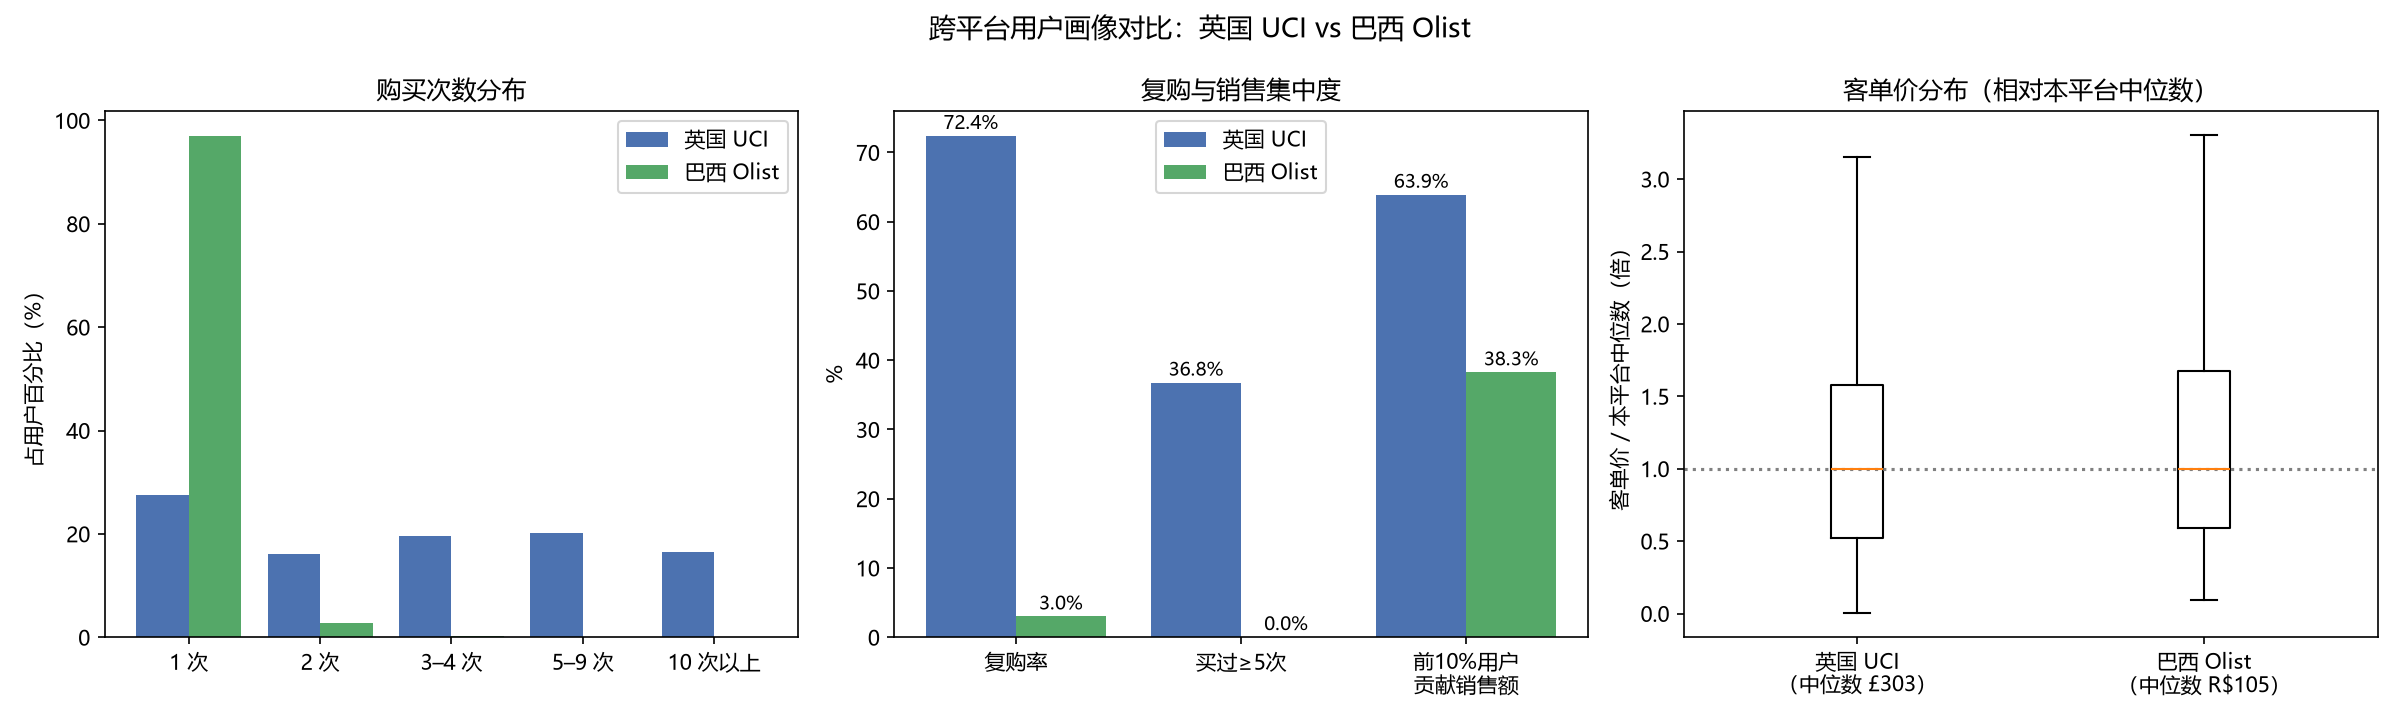 跨平台用户画像对比：英国 UCI vs 巴西 Olist
购买次数分布
占用户百分比（%）
100
80
60
40
20
0
英国 UCI
巴西 Olist
1 次
2 次
3–4 次
5–9 次
10 次以上
复购与销售集中度
%
70
60
50
40
30
20
10
0
英国 UCI
巴西 Olist
72.4%
3.0%
36.8%
0.0%
63.9%
38.3%
复购率
买过≥5次
前10%用户
贡献销售额
客单价分布（相对本平台中位数）
客单价 / 本平台中位数（倍）
3.0
2.5
2.0
1.5
1.0
0.5
0.0
英国 UCI
（中位数 £303）
巴西 Olist
（中位数 R$105）